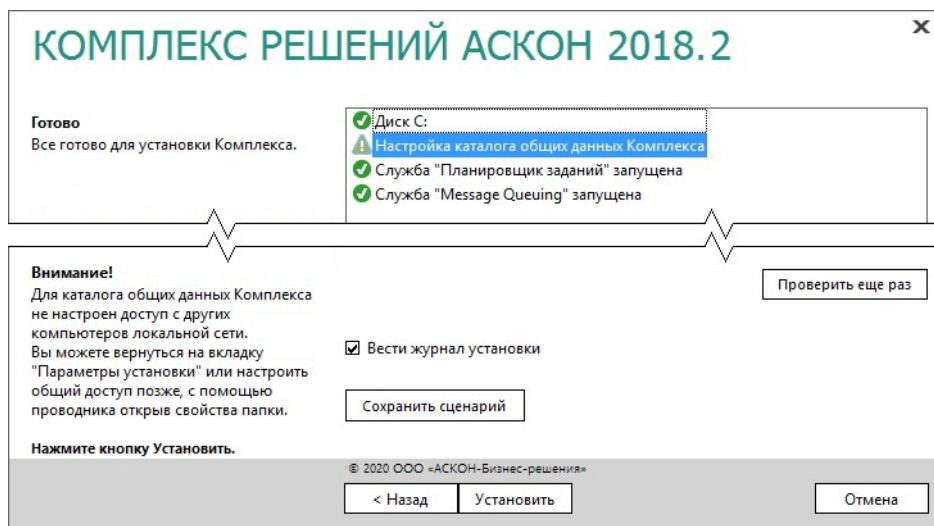 КОМПЛЕКС РЕШЕНИЙ АСКОН 2018.2
Готово
Все готово для установки Комплекса.
Диск C:
Настройка каталога общих данных Комплекса
Служба "Планировщик заданий" запущена
Служба "Message Queuing" запущена
Внимание!
Для каталога общих данных Комплекса
не настроен доступ с других
компьютеров локальной сети.
Вы можете вернуться на вкладку
"Параметры установки" или настроить
общий доступ позже, с помощью
проводника открыв свойства папки.
Нажмите кнопку Установить.
Проверить еще раз
Вести журнал установки
Сохранить сценарий
© 2020 ООО «АСКОН-Бизнес-решения»
< Назад
Установить
Отмена